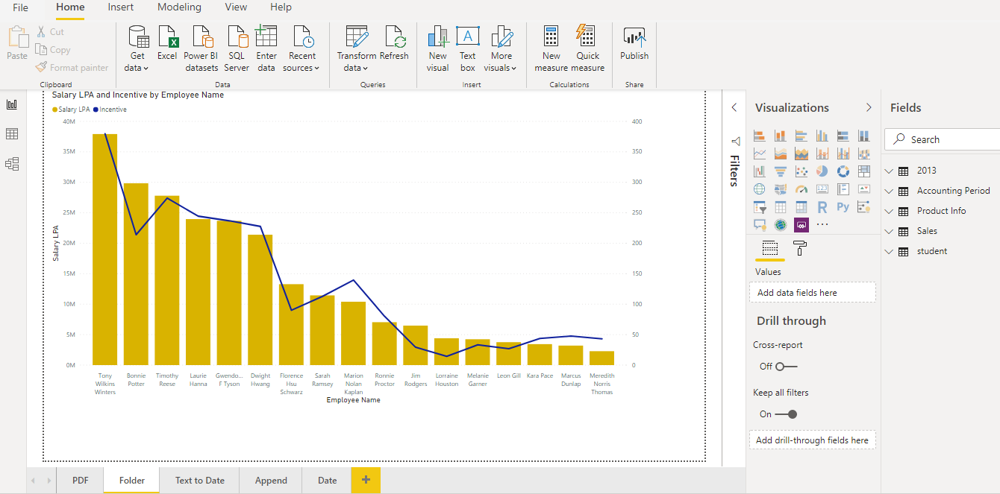 File Home Insert Modeling View Help
Paste
Cut
Copy
Format painter
Clipboard
Get data
Excel
Power BI datasets
SQL Server
Enter data
Recent sources
Data
Transform data
Refresh
Queries
New visual
Text box
More visuals
Insert
New measure
Quick measure
Calculations
Publish
Share
Salary LPA and Incentive by Employee Name
Salary LPA Incentive
40M 400
35M 350
30M 300
25M 250
20M 200
15M 150
10M 100
5M 50
0M 0
Salary LPA
Tony Wilkins Winters
Bonnie Potter
Timothy Reese
Laurie Hanna
Gwendo... F Tyson
Dwight Hwang
Florence Hsu Schwarz
Sarah Ramsey
Marion Nolan Kaplan
Ronnie Proctor
Jim Rodgers
Lorraine Houston
Melanie Garner
Leon Gill
Kara Pace
Marcus Dunlap
Meredith Norris Thomas
Employee Name
Filters
Visualizations
123
R
Py
...
Values
Add data fields here
Drill through
Cross-report
Off
Keep all filters
On
Add drill-through fields here
Fields
Search
2013
Accounting Period
Product Info
Sales
student
PDF Folder Text to Date Append Date +